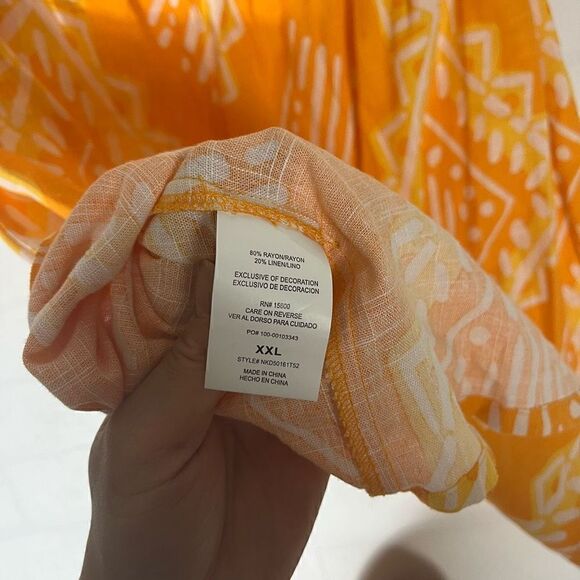 80% RAYON/RAYON
20% LINEN/LINO
EXCLUSIVE OF DECORATION
EXCLUSIVO DE DECORACION
RN# 15600
CARE ON REVERSE
VER AL DORSO PARA CUIDADO
PO# 100-00103343
XXL
STYLE# NKD50161T52
MADE IN CHINA
HECHO EN CHINA